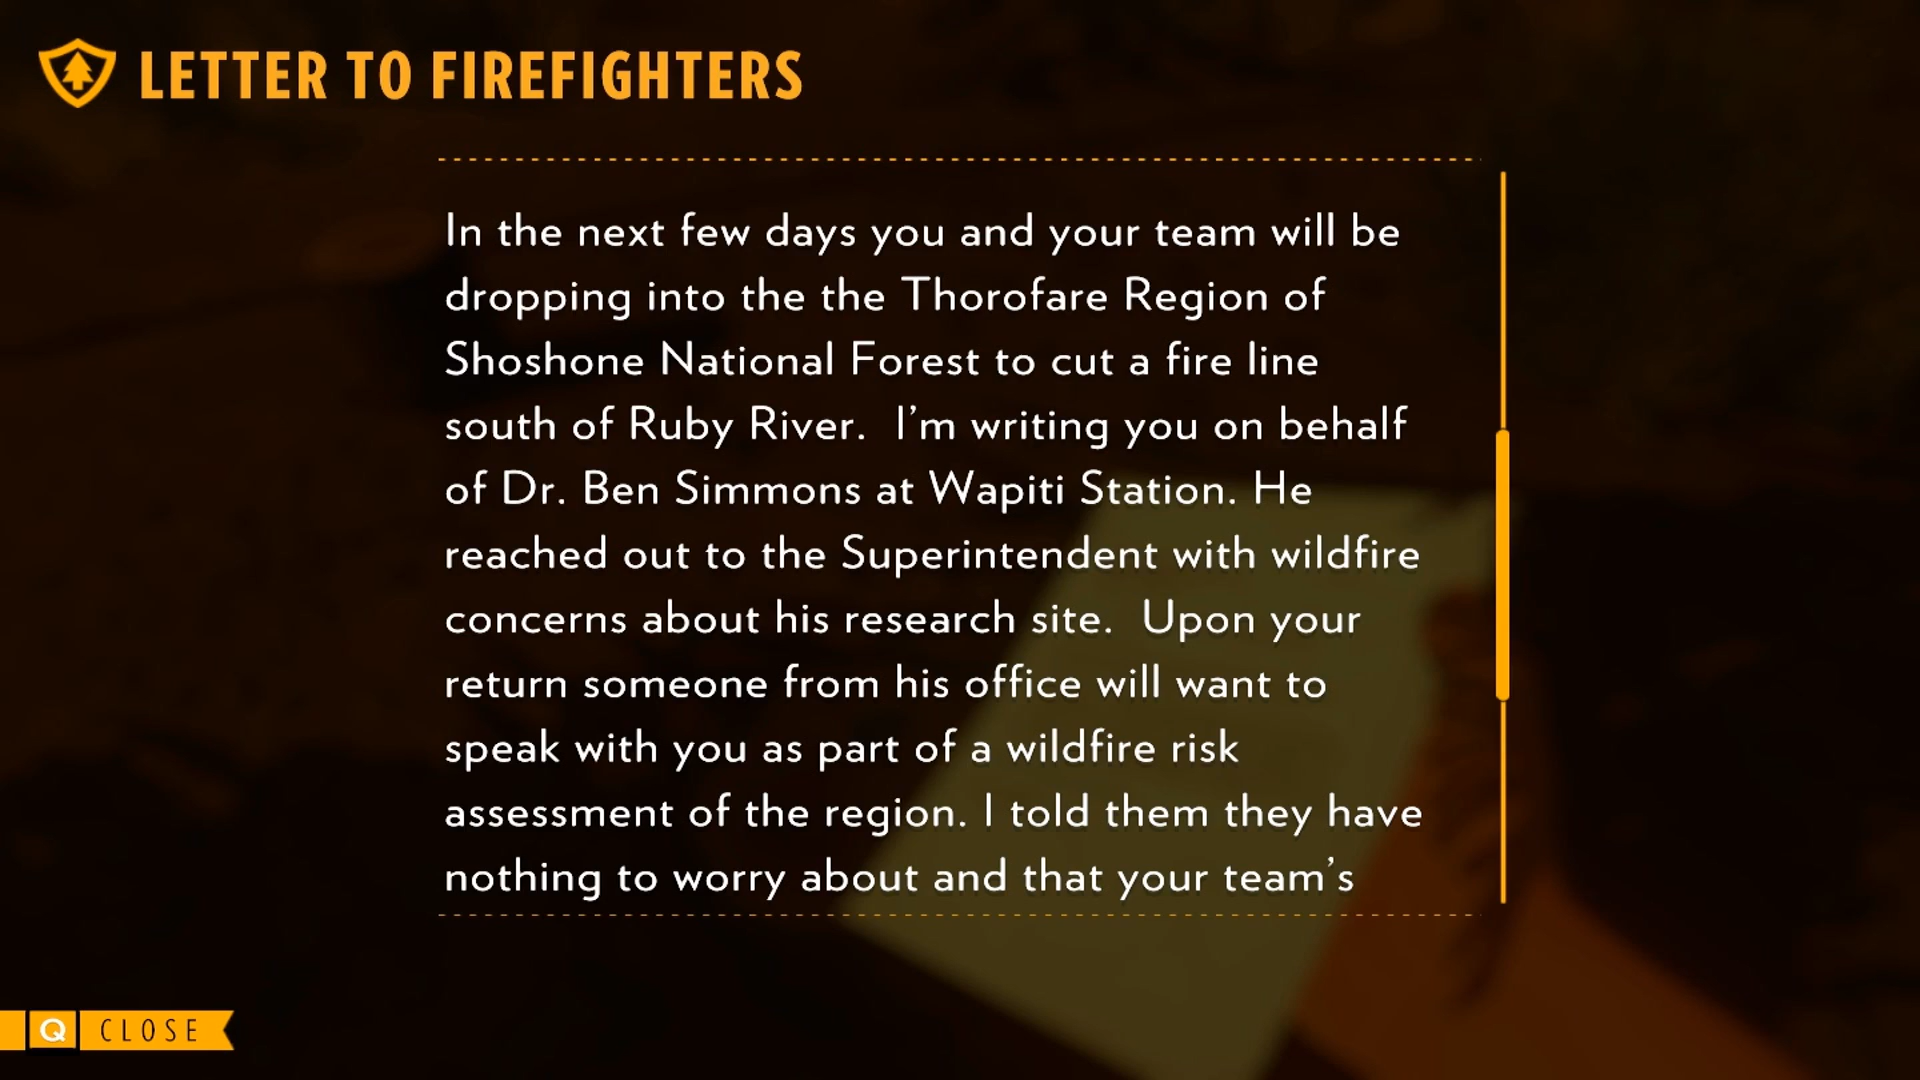 LETTER TO FIREFIGHTERS
In the next few days you and your team will be
dropping into the the Thorofare Region of
Shoshone National Forest to cut a fire line
south of Ruby River.  I'm writing you on behalf
of Dr. Ben Simmons at Wapiti Station. He
reached out to the Superintendent with wildfire
concerns about his research site.  Upon your
return someone from his office will want to
speak with you as part of a wildfire risk
assessment of the region. I told them they have
nothing to worry about and that your team's
Q CLOSE